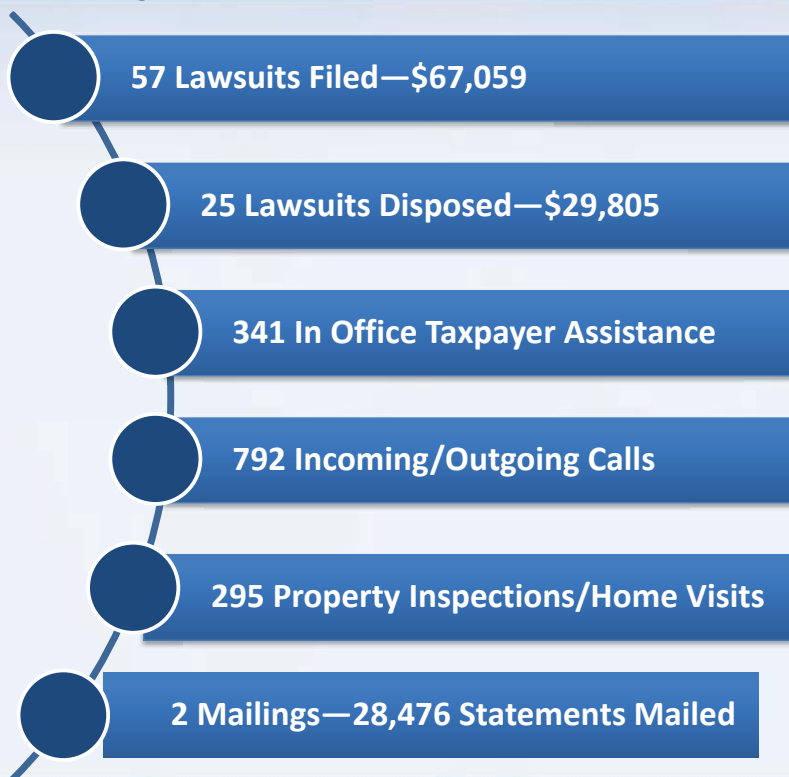 57 Lawsuits Filed—$67,059
25 Lawsuits Disposed—$29,805
341 In Office Taxpayer Assistance
792 Incoming/Outgoing Calls
295 Property Inspections/Home Visits
2 Mailings—28,476 Statements Mailed